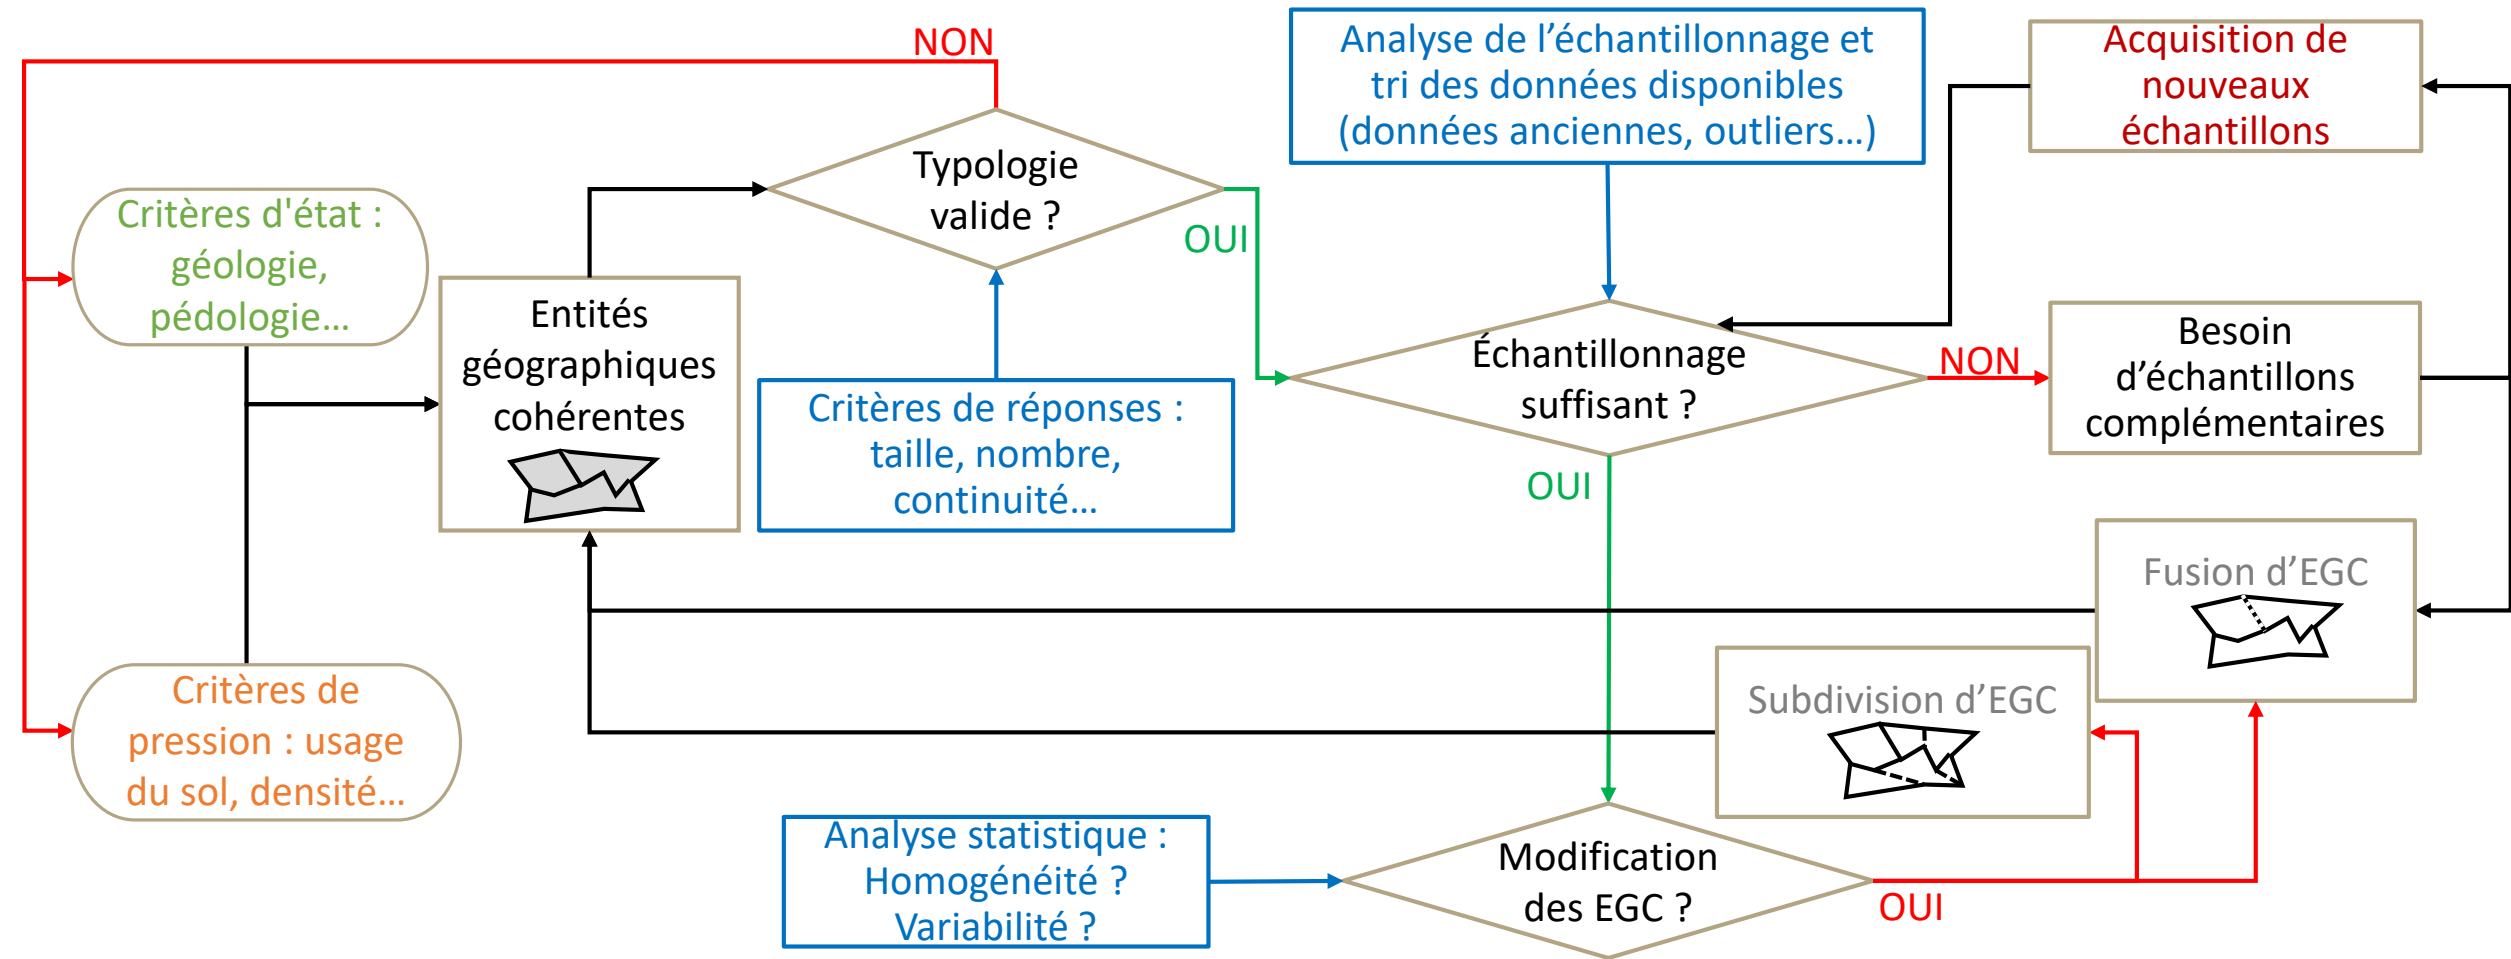 NON
Analyse de l’échantillonnage et
tri des données disponibles
(données anciennes, outliers…)
Acquisition de
nouveaux
échantillons
Typologie
valide ?
OUI
Critères d'état :
géologie,
pédologie…
Entités
géographiques
cohérentes
Critères de réponses :
taille, nombre,
continuité…
Échantillonnage
suffisant ?
NON
Besoin
d’échantillons
complémentaires
OUI
Fusion d’EGC
Subdivision d’EGC
Critères de
pression : usage
du sol, densité…
Analyse statistique :
Homogénéité ?
Variabilité ?
Modification
des EGC ?
OUI